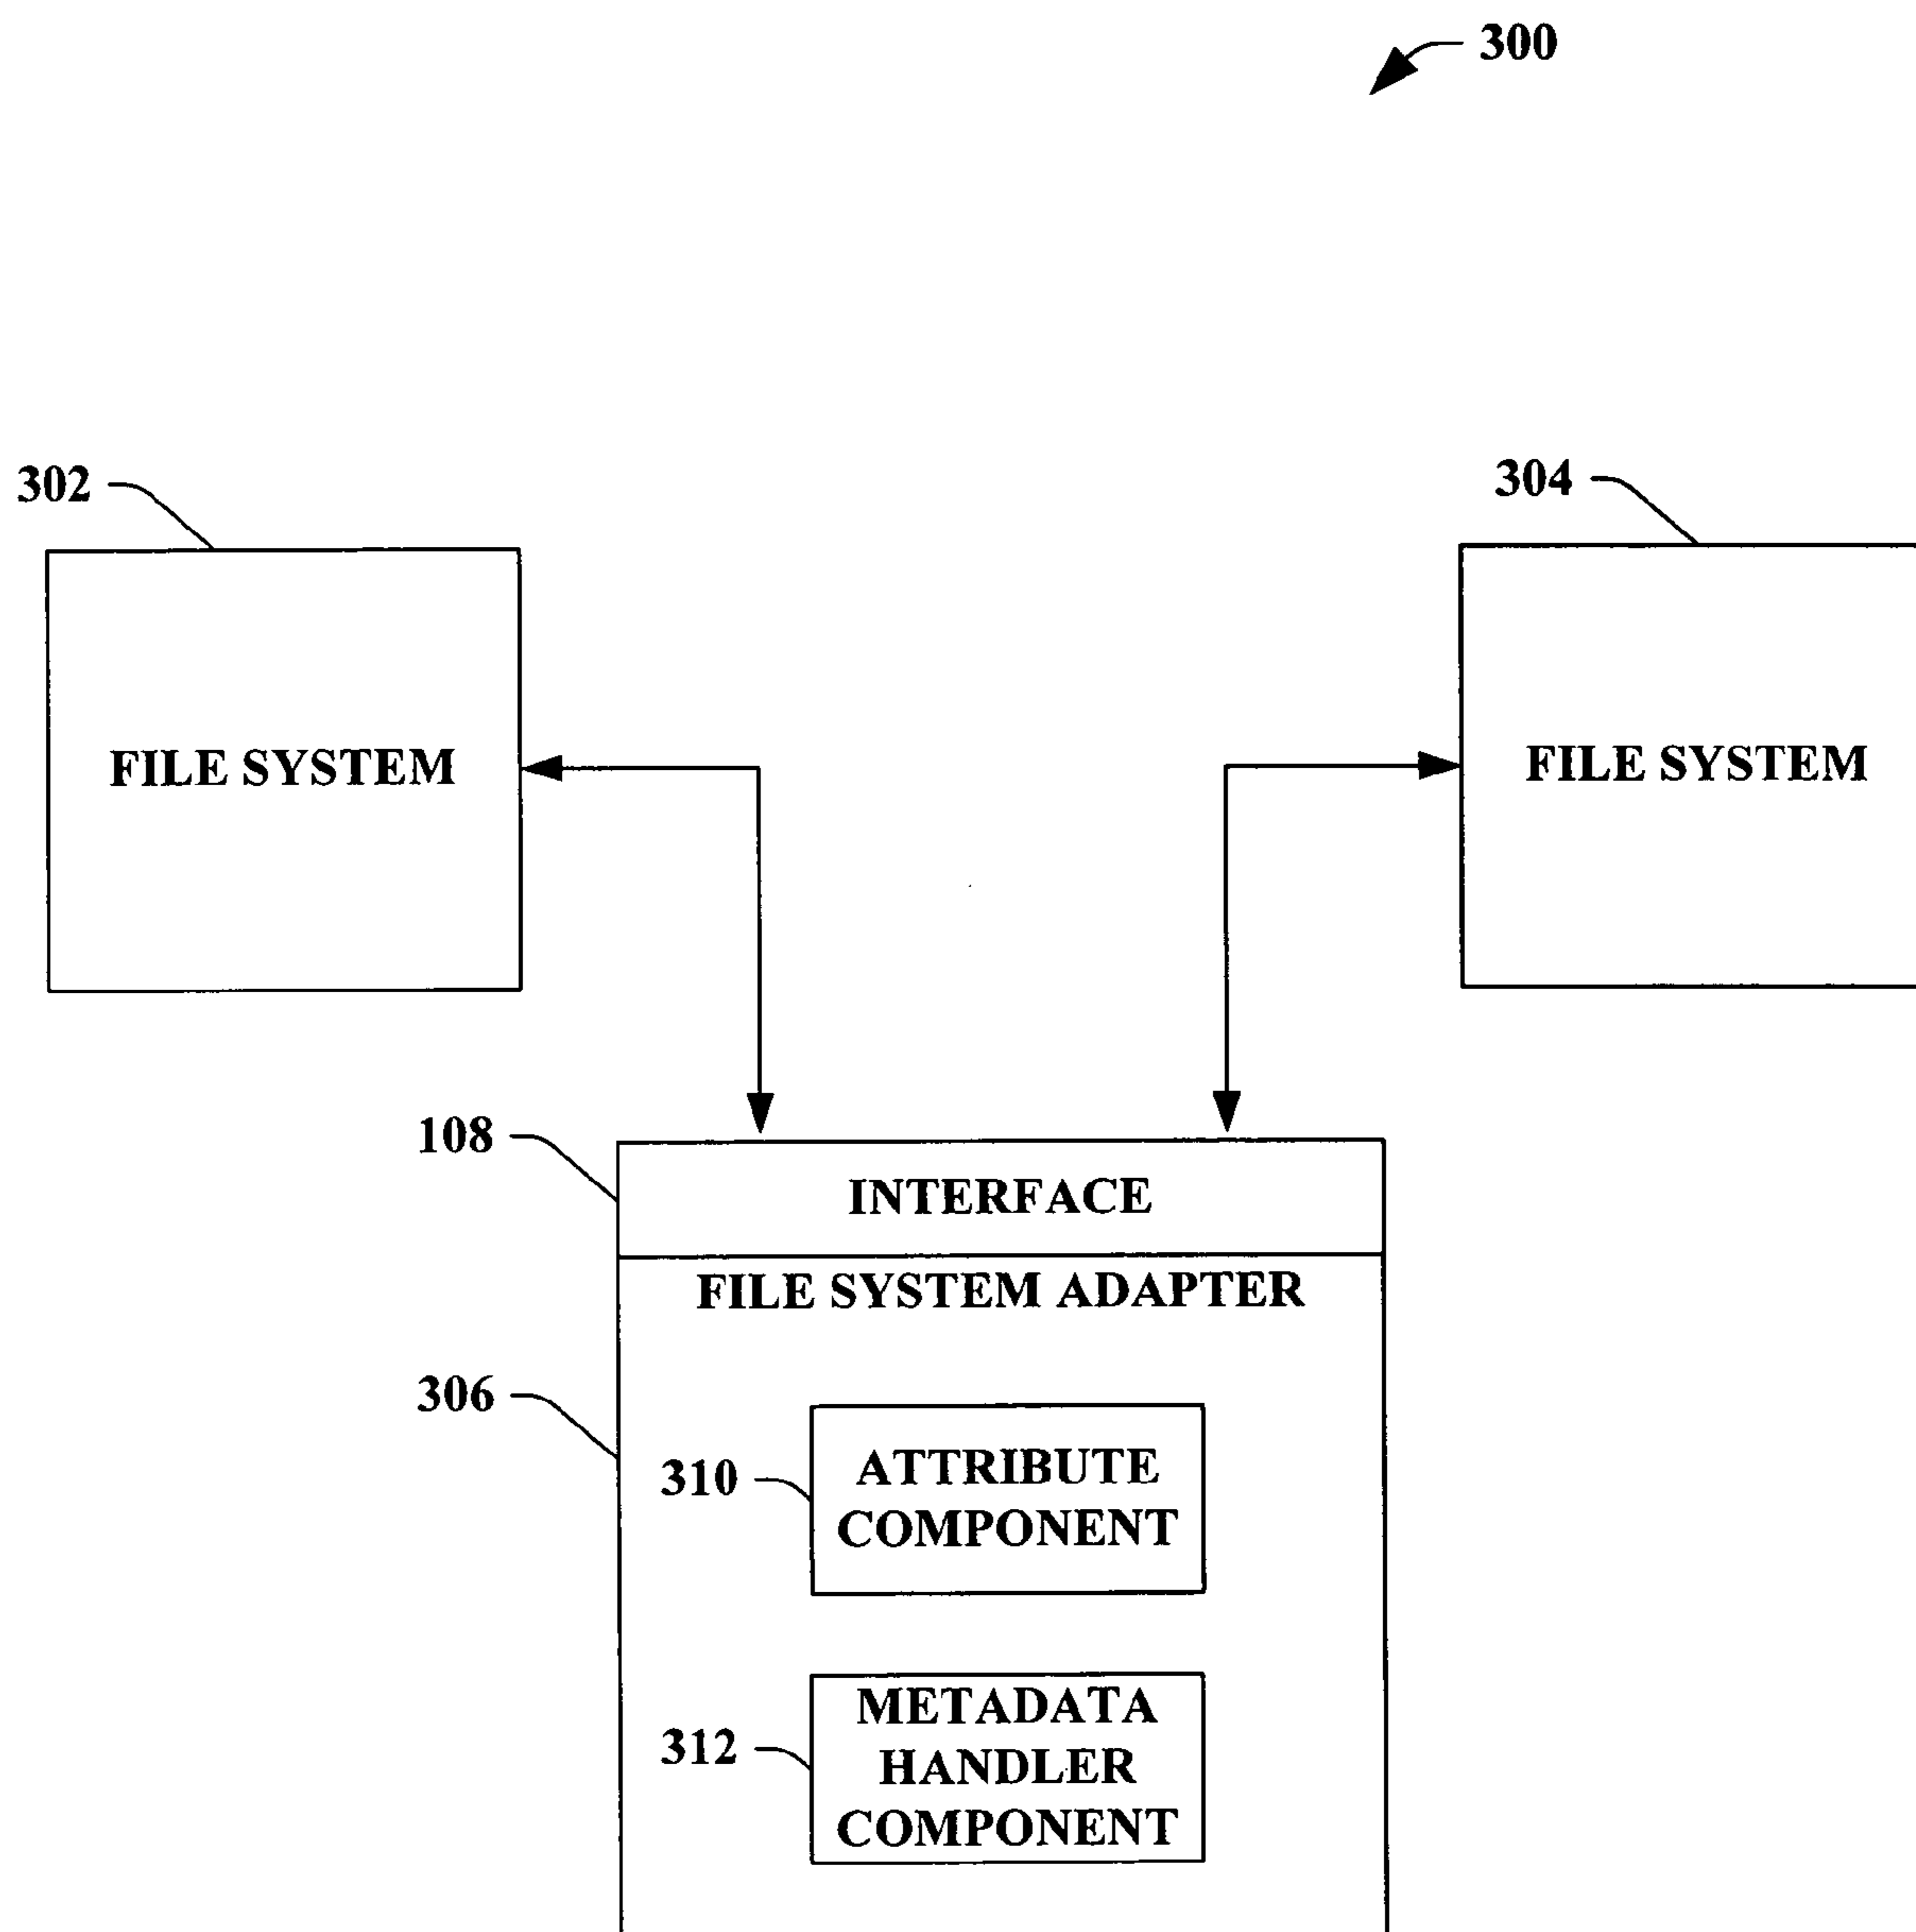 300
302
304
FILE SYSTEM
FILE SYSTEM
108
INTERFACE
FILE SYSTEM ADAPTER
306
310
ATTRIBUTE
COMPONENT
312
METADATA
HANDLER
COMPONENT